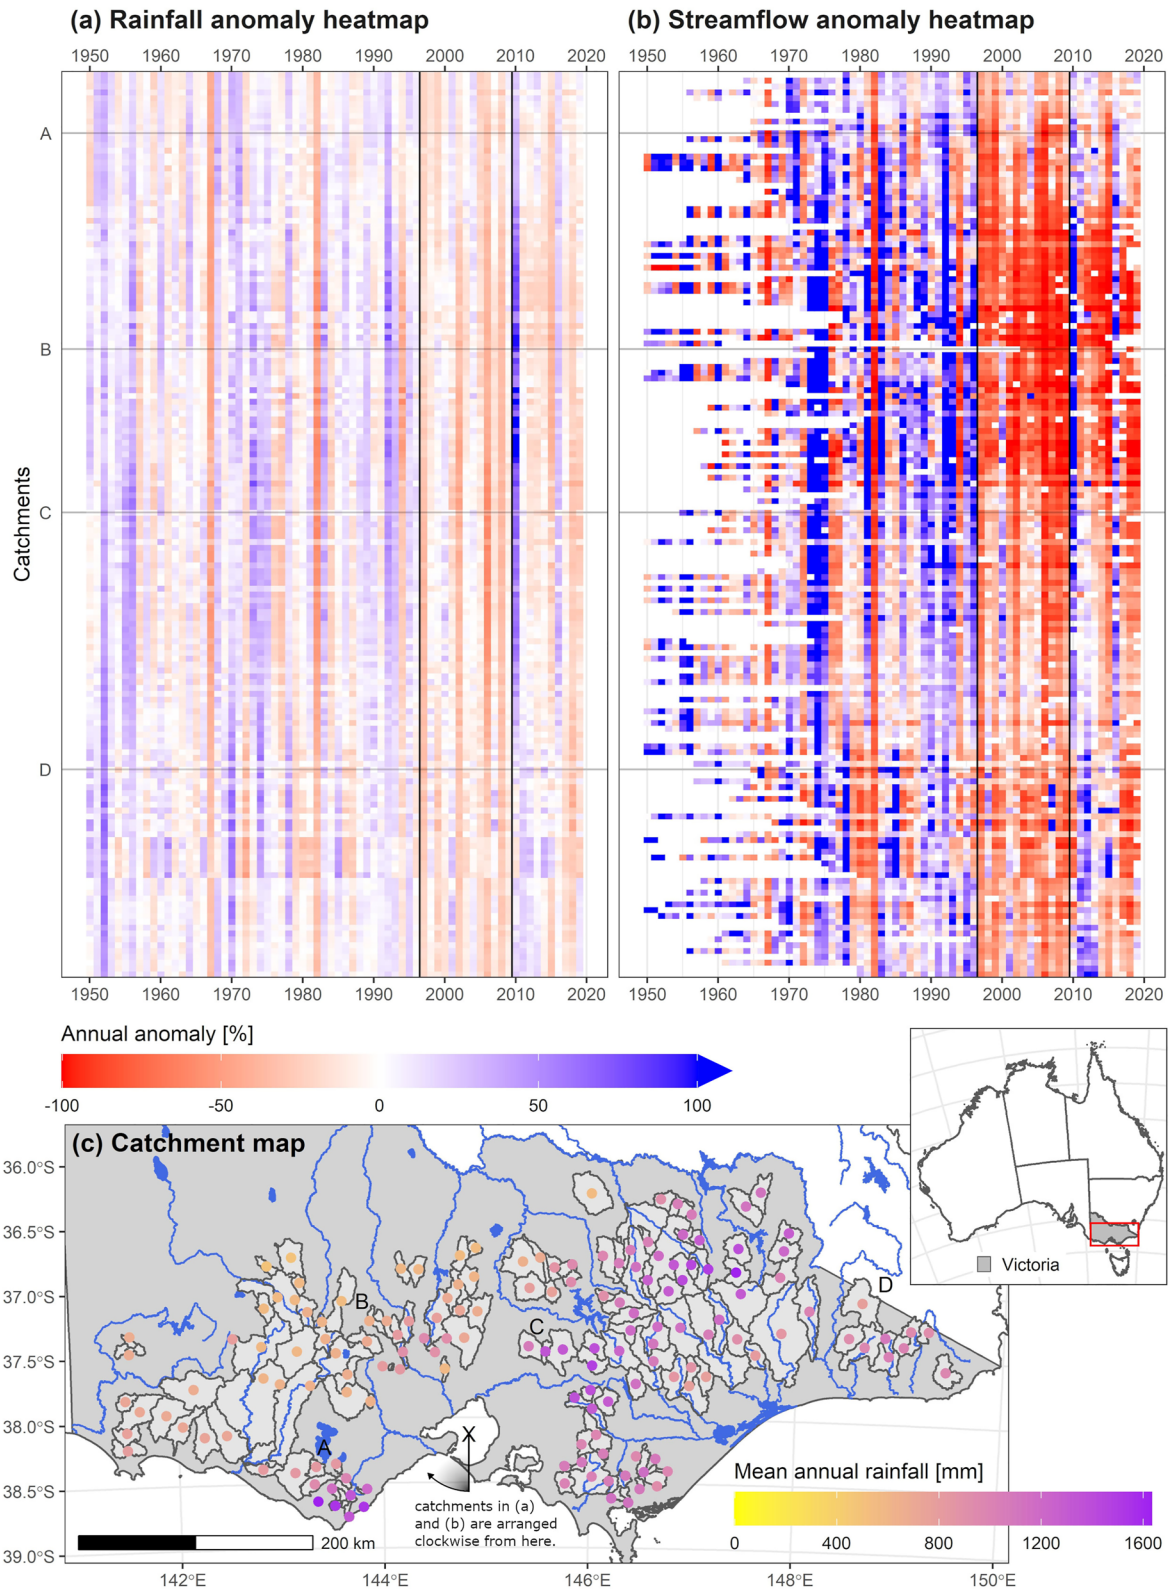 (a) Rainfall anomaly heatmap
(b) Streamflow anomaly heatmap
1950 1960 1970 1980 1990 2000 2010 2020
1950 1960 1970 1980 1990 2000 2010 2020
A
B
C
D
Catchments
1950 1960 1970 1980 1990 2000 2010 2020
1950 1960 1970 1980 1990 2000 2010 2020
Annual anomaly [%]
-100 -50 0 50 100
(c) Catchment map
36.0°S
36.5°S
37.0°S
37.5°S
38.0°S
38.5°S
39.0°S
Victoria
D
B
C
A
X
catchments in (a)
and (b) are arranged
clockwise from here.
200 km
Mean annual rainfall [mm]
0 400 800 1200 1600
142°E 144°E 146°E 148°E 150°E